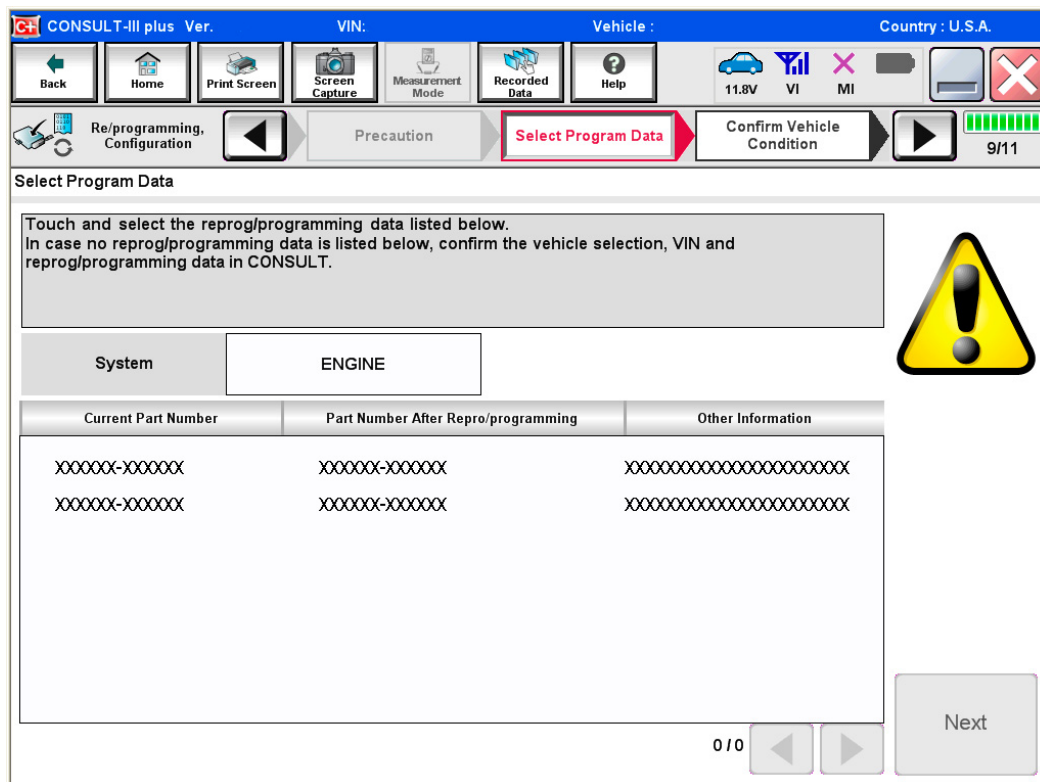 C+ CONSULT-III plus Ver. VIN: Vehicle : Country : U.S.A.
Back Home Print Screen Screen Capture Measurement Mode Recorded Data Help 11.8V VI MI
Re/programming, Configuration Precaution Select Program Data Confirm Vehicle Condition 9/11
Select Program Data
Touch and select the reprog/programming data listed below.
In case no reprog/programming data is listed below, confirm the vehicle selection, VIN and
reprog/programming data in CONSULT.
System ENGINE
Current Part Number Part Number After Repro/programming Other Information
XXXXXX-XXXXXX XXXXXX-XXXXXX XXXXXXXXXXXXXXXXXXXXXX
XXXXXX-XXXXXX XXXXXX-XXXXXX XXXXXXXXXXXXXXXXXXXXXX
Next
0/0